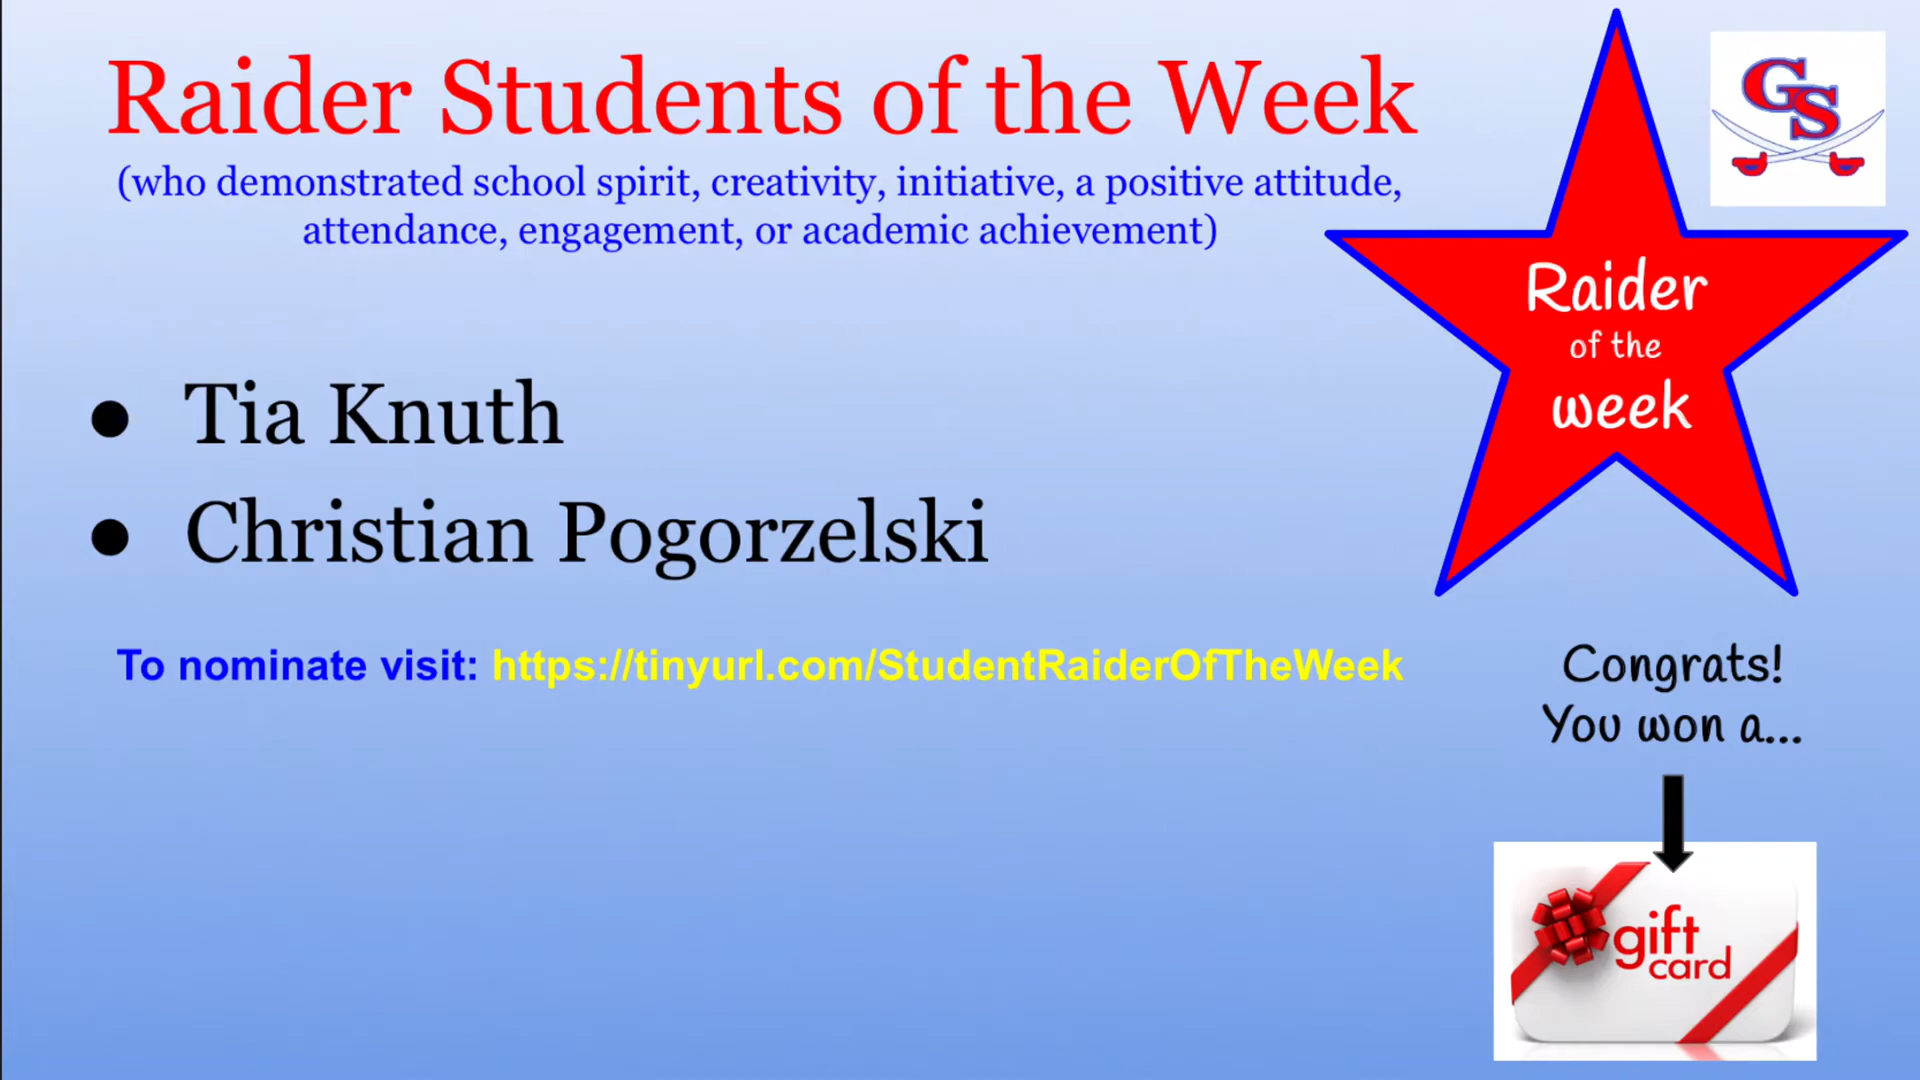 Raider Students of the Week
(who demonstrated school spirit, creativity, initiative, a positive attitude,
attendance, engagement, or academic achievement)
GS
Raider
of the
week
● Tia Knuth
● Christian Pogorzelski
To nominate visit: https://tinyurl.com/StudentRaiderOfTheWeek
Congrats!
You won a...
gift
card